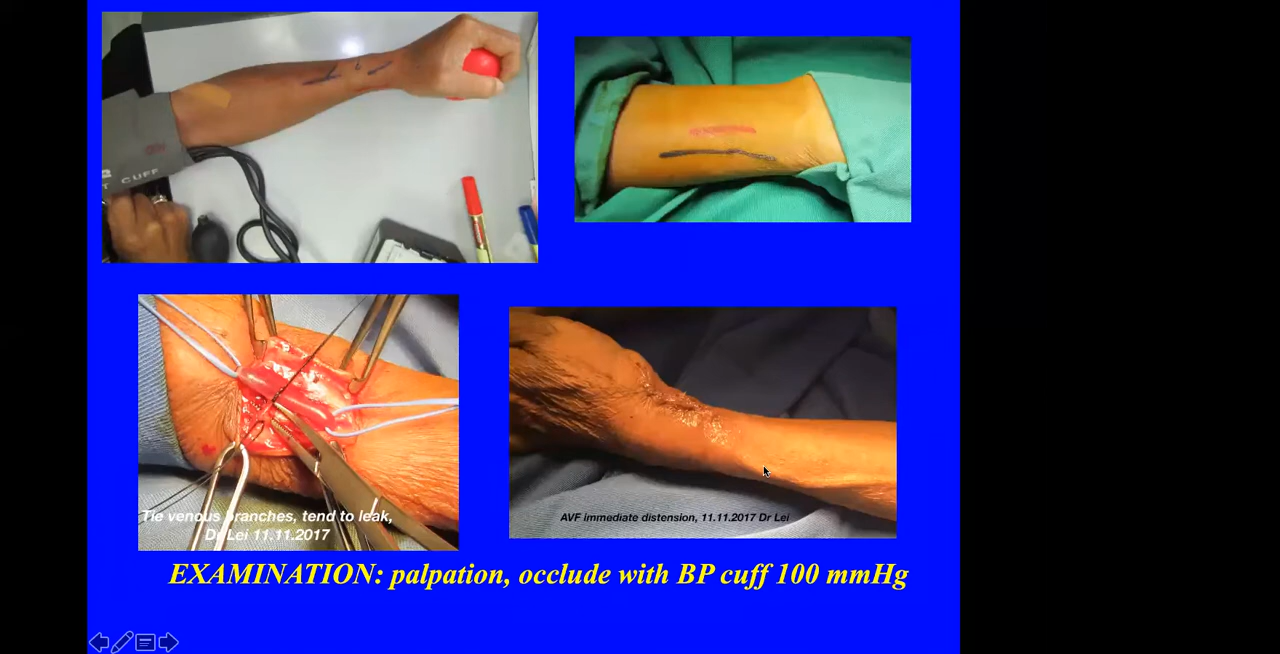 T CUFF
Tie venous branches, tend to leak,
Dr Lei 11.11.2017
AVF immediate distension, 11.11.2017 Dr Lei
EXAMINATION: palpation, occlude with BP cuff 100 mmHg